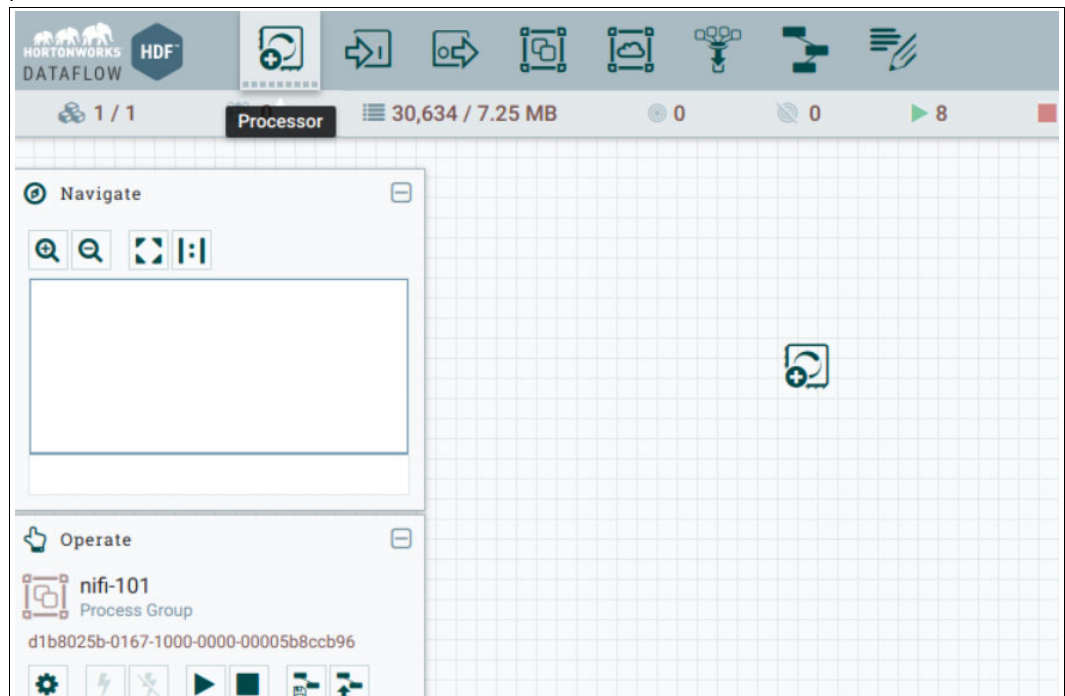 HORTONWORKS
DATAFLOW
HDF™
1 / 1
Processor
30,634 / 7.25 MB
0
0
8
Navigate
Operate
nifi-101
Process Group
d1b8025b-0167-1000-0000-00005b8ccb96